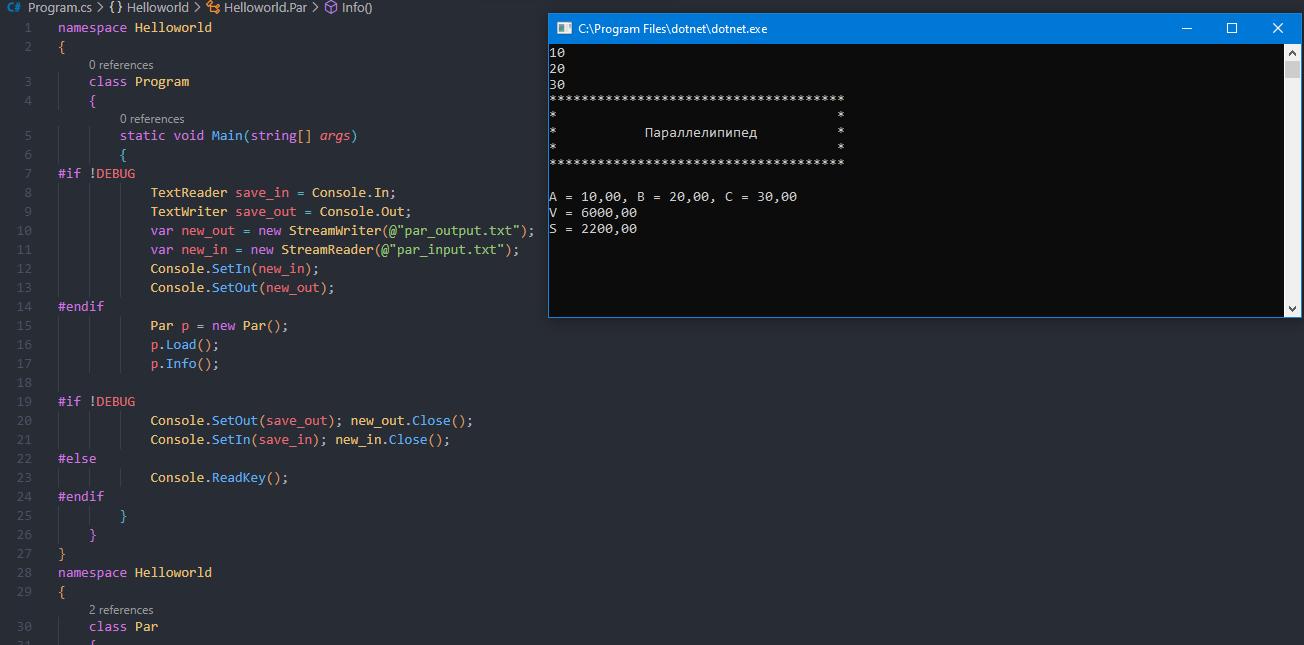 C# Program.cs > {} Helloworld > Helloworld.Par > Info()
1 namespace Helloworld
2 {
0 references
3 class Program
4 {
0 references
5 static void Main(string[] args)
6 {
7 #if !DEBUG
8 TextReader save_in = Console.In;
9 TextWriter save_out = Console.Out;
10 var new_out = new StreamWriter(@"par_output.txt");
11 var new_in = new StreamReader(@"par_input.txt");
12 Console.SetIn(new_in);
13 Console.SetOut(new_out);
14 #endif
15 Par p = new Par();
16 p.Load();
17 p.Info();
18
19 #if !DEBUG
20 Console.SetOut(save_out); new_out.Close();
21 Console.SetIn(save_in); new_in.Close();
22 #else
23 Console.ReadKey();
24 #endif
25 }
26 }
27 }
28 namespace Helloworld
29 {
2 references
30 class Par
31 {
C:\Program Files\dotnet\dotnet.exe
10
20
30
*************************************
* *
* Параллелипипед *
* *
*************************************
A = 10,00, B = 20,00, C = 30,00
V = 6000,00
S = 2200,00